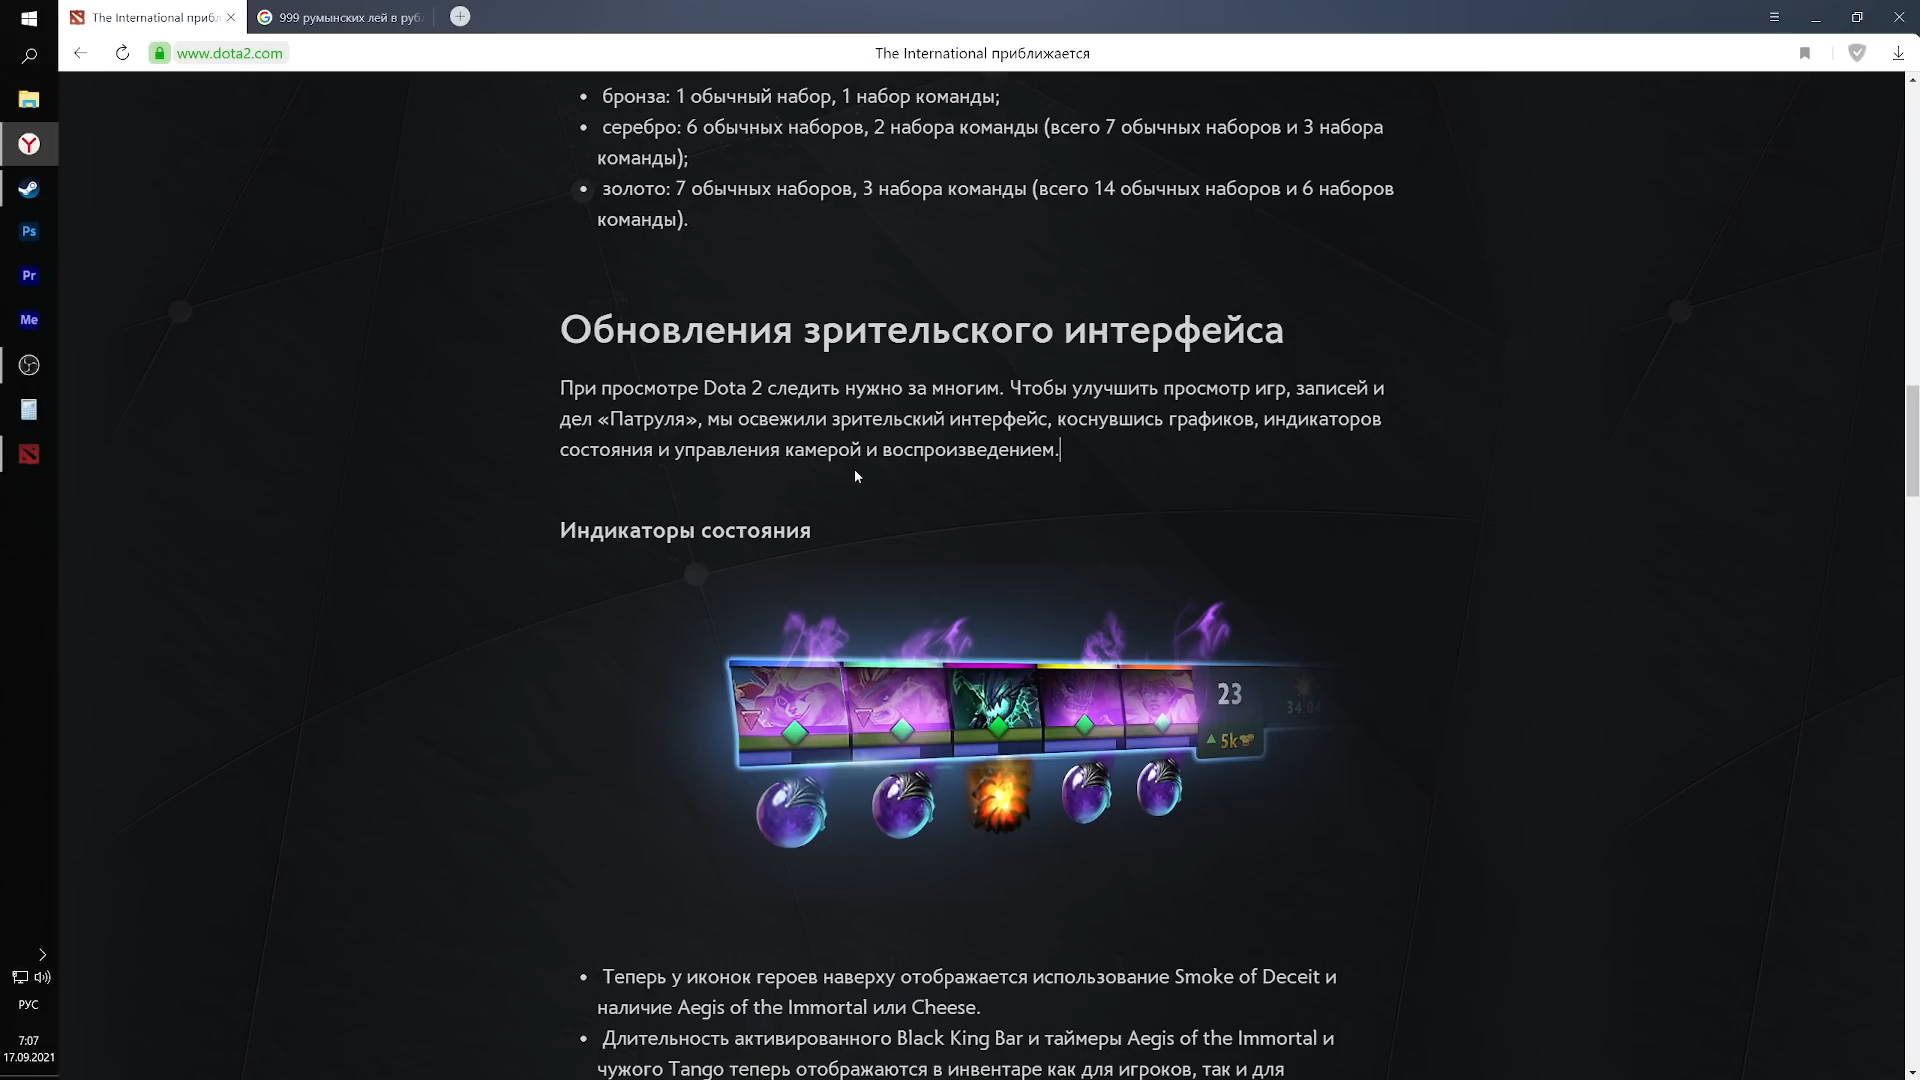 The International прибл
999 румынских лей в руб
www.dota2.com
The International приближается
бронза: 1 обычный набор, 1 набор команды;
серебро: 6 обычных наборов, 2 набора команды (всего 7 обычных наборов и 3 набора
команды);
золото: 7 обычных наборов, 3 набора команды (всего 14 обычных наборов и 6 наборов
команды).
Обновления зрительского интерфейса
При просмотре Dota 2 следить нужно за многим. Чтобы улучшить просмотр игр, записей и
дел «Патруля», мы освежили зрительский интерфейс, коснувшись графиков, индикаторов
состояния и управления камерой и воспроизведением.
Индикаторы состояния
23
34:04
5k
Теперь у иконок героев наверху отображается использование Smoke of Deceit и
наличие Aegis of the Immortal или Cheese.
Длительность активированного Black King Bar и таймеры Aegis of the Immortal и
чужого Tango теперь отображаются в инвентаре как для игроков, так и для
Ps
Pr
Me
РУС
7:07
17.09.2021